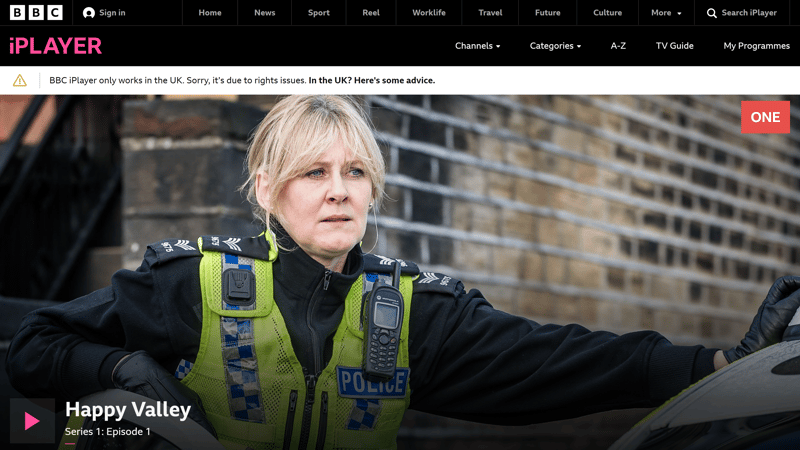 BBC
Sign in
Home
News
Sport
Reel
Worklife
Travel
Future
Culture
More
Search iPlayer
iPLAYER
Channels
Categories
A-Z
TV Guide
My Programmes
BBC iPlayer only works in the UK. Sorry, it's due to rights issues. In the UK? Here's some advice.
ONE
9675
POLICE
Happy Valley
Series 1: Episode 1